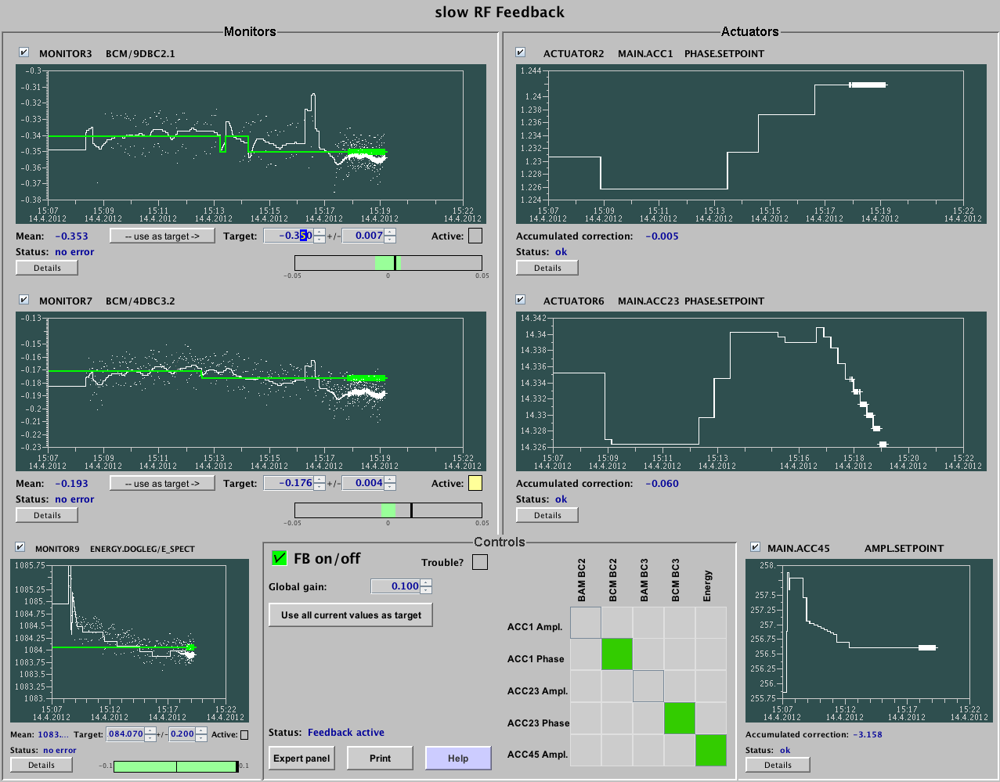 slow RF Feedback
Monitors
MONITOR3 BCM/9DBC2.1
-0.3
-0.31
-0.32
-0.33
-0.34
-0.35
-0.36
-0.37
-0.38
15:07 15:09 15:11 15:13 15:15 15:17 15:19 15:22
14.4.2012 14.4.2012 14.4.2012 14.4.2012 14.4.2012 14.4.2012 14.4.2012 14.4.2012
Mean: -0.353 -- use as target -> Target: -0.350 +/- 0.007 Active:
Status: no error
Details
-0.05 0 0.05
MONITOR7 BCM/4DBC3.2
-0.13
-0.15
-0.16
-0.17
-0.18
-0.19
-0.2
-0.21
-0.22
-0.23
15:07 15:09 15:11 15:13 15:15 15:17 15:19 15:22
14.4.2012 14.4.2012 14.4.2012 14.4.2012 14.4.2012 14.4.2012 14.4.2012 14.4.2012
Mean: -0.193 -- use as target -> Target: -0.176 +/- 0.004 Active:
Status: no error
Details
-0.05 0 0.05
MONITOR9 ENERGY.DOGLEG/E_SPECT
1085.75
1085.25
1085.
1084.75
1084.5
1084.25
1084.
1083.75
1083.5
1083.25
1083.
15:07 15:12 15:17 15:22
14.4.2012 14.4.2012 14.4.2012 14.4.2012
Mean: 1083.... Target: 084.070 +/- 0.200 Active:
Status: no error
Details
-0.1 0.1
Actuators
ACTUATOR2 MAIN.ACC1 PHASE.SETPOINT
1.244
1.24
1.238
1.236
1.234
1.232
1.23
1.228
1.226
1.224
15:07 15:09 15:11 15:13 15:15 15:17 15:19 15:22
14.4.2012 14.4.2012 14.4.2012 14.4.2012 14.4.2012 14.4.2012 14.4.2012 14.4.2012
Accumulated correction: -0.005
Status: ok
Details
ACTUATOR6 MAIN.ACC23 PHASE.SETPOINT
14.342
14.34
14.338
14.336
14.334
14.332
14.33
14.328
14.326
15:07 15:09 15:11 15:13 15:16 15:18 15:20 15:22
14.4.2012 14.4.2012 14.4.2012 14.4.2012 14.4.2012 14.4.2012 14.4.2012 14.4.2012
Accumulated correction: -0.060
Status: ok
Details
Controls
FB on/off Trouble?
Global gain: 0.100
Use all current values as target
Status: Feedback active
Expert panel Print Help
BAM BC2
BCM BC2
BAM BC3
BCM BC3
Energy
ACC1 Ampl.
ACC1 Phase
ACC23 Ampl.
ACC23 Phase
ACC45 Ampl.
MAIN.ACC45 AMPL.SETPOINT
258.
257.5
257.25
257.
256.75
256.5
256.25
256.
255.75
15:07 15:12 15:17 15:22
14.4.2012 14.4.2012 14.4.2012 14.4.2012
Accumulated correction: -3.158
Status: ok
Details